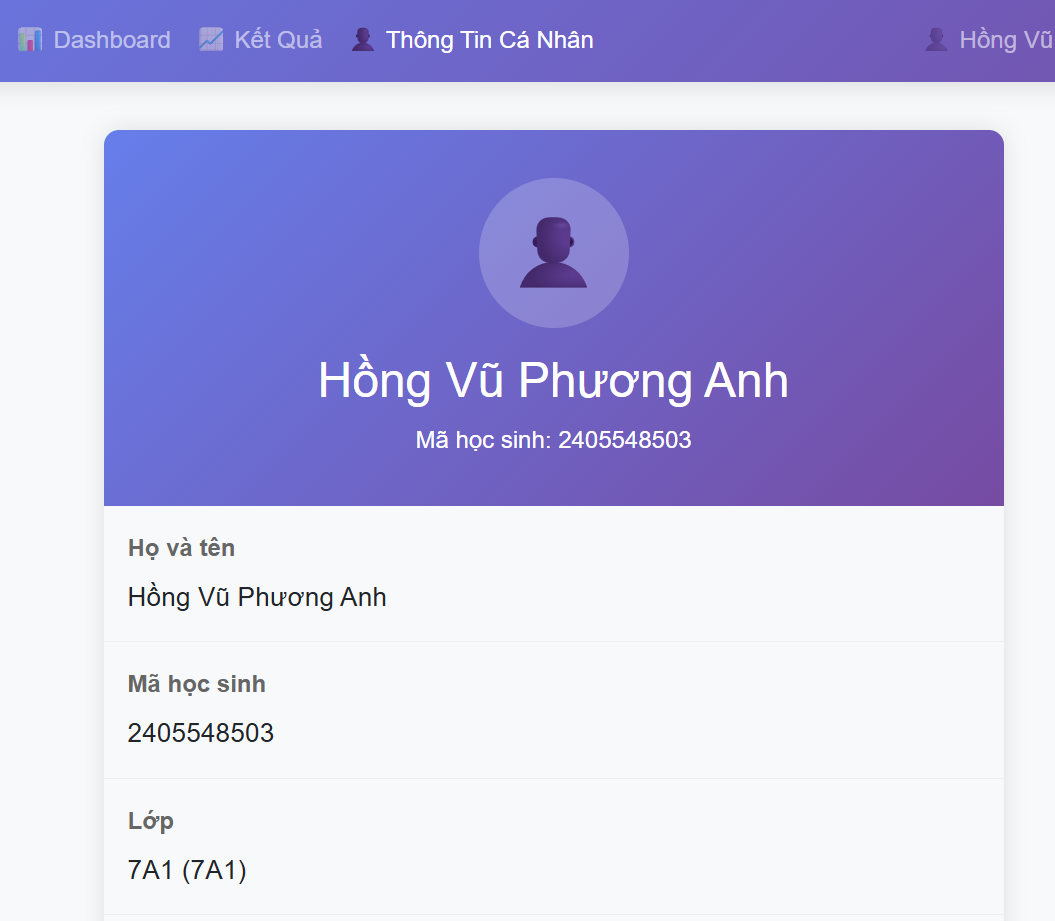 Dashboard Kết Quả Thông Tin Cá Nhân Hồng Vũ
Hồng Vũ Phương Anh
Mã học sinh: 2405548503
Họ và tên
Hồng Vũ Phương Anh
Mã học sinh
2405548503
Lớp
7A1 (7A1)